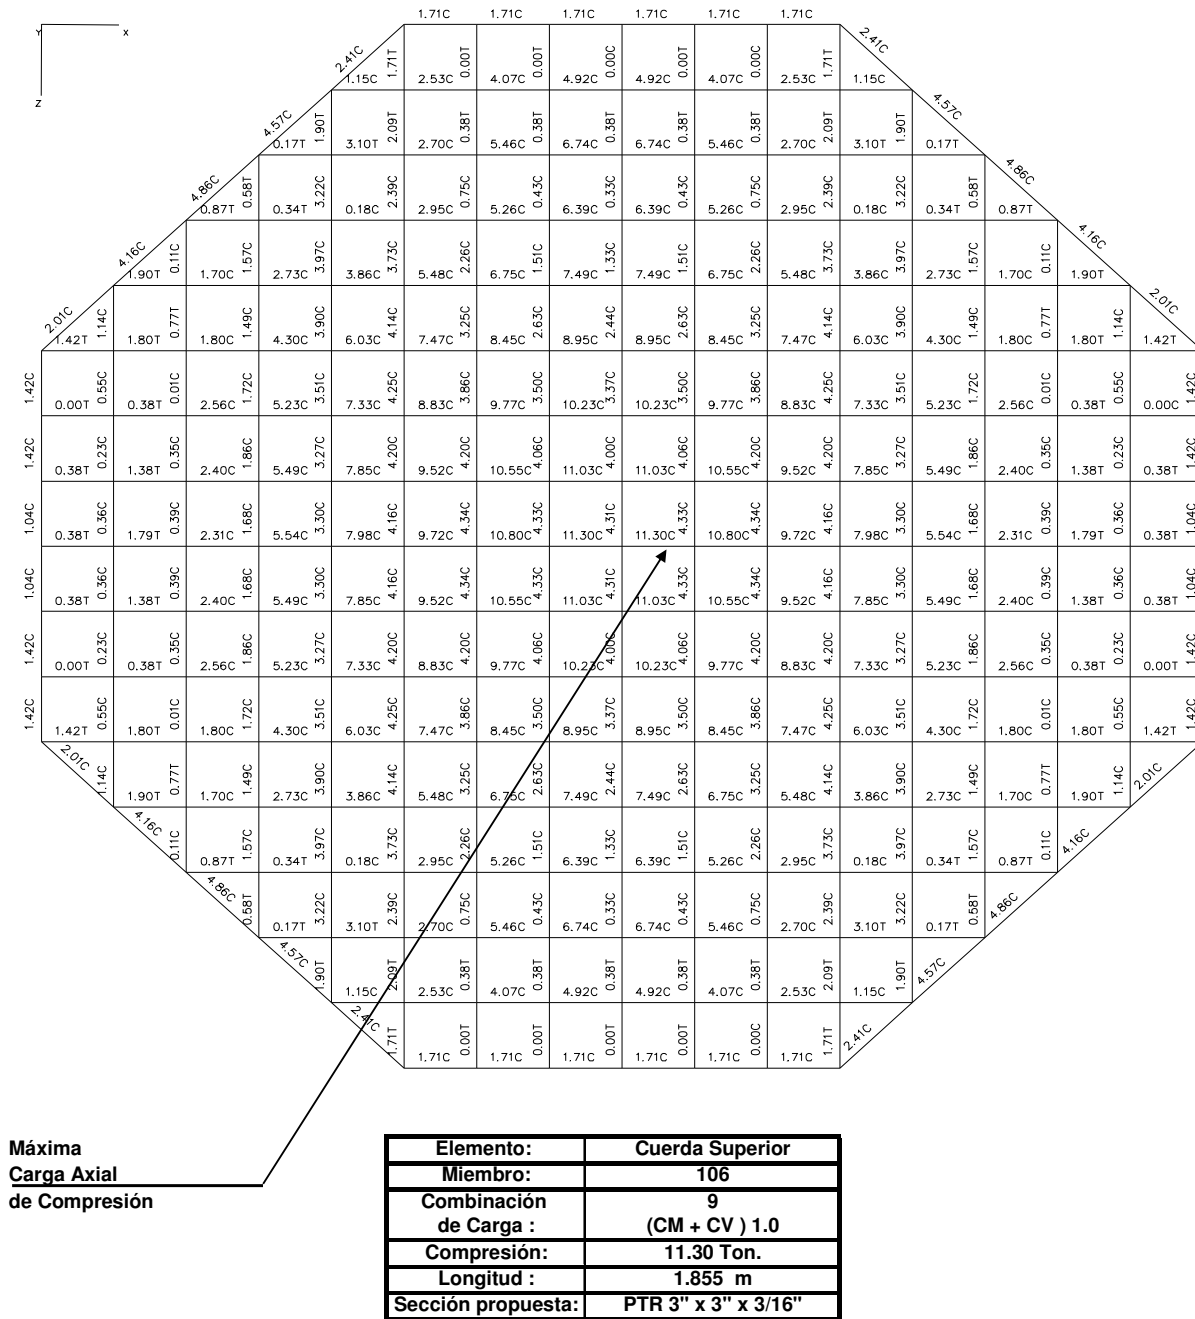 1.71C 1.71C 1.71C 1.71C 1.71C 1.71C
Y X
Z
2.41C 1.71T 0.00T 0.00T 0.00C 0.00T 0.00C 1.71T 2.41C
1.15C 2.53C 4.07C 4.92C 4.92C 4.07C 2.53C 1.15C
4.57C 1.90T 2.09T 0.38T 0.38T 0.38T 0.38T 0.38T 2.09T 1.90T 4.57C
0.17T 3.10T 2.70C 5.46C 6.74C 6.74C 5.46C 2.70C 3.10T 0.17T
4.86C 0.58T 3.22C 2.39C 0.75C 0.43C 0.33C 0.43C 0.75C 2.39C 3.22C 0.58T 4.86C
0.87T 0.34T 0.18C 2.95C 5.26C 6.39C 6.39C 5.26C 2.95C 0.18C 0.34T 0.87T
4.16C 0.11C 1.57C 3.97C 3.73C 2.26C 1.51C 1.33C 1.51C 2.26C 3.73C 3.97C 1.57C 0.11C 4.16C
1.90T 1.70C 2.73C 3.86C 5.48C 6.75C 7.49C 7.49C 6.75C 5.48C 3.86C 2.73C 1.70C 1.90T
2.01C 1.14C 0.77T 1.49C 3.90C 4.14C 3.25C 2.63C 2.44C 2.63C 3.25C 4.14C 3.90C 1.49C 0.77T 1.14C 2.01C
1.42T 1.80T 1.80C 4.30C 6.03C 7.47C 8.45C 8.95C 8.95C 8.45C 7.47C 6.03C 4.30C 1.80C 1.80T 1.42T
1.42C 0.55C 0.01C 1.72C 3.51C 4.25C 3.86C 3.50C 3.37C 3.50C 3.86C 4.25C 3.51C 1.72C 0.01C 0.55C 1.42C
0.00T 0.38T 2.56C 5.23C 7.33C 8.83C 9.77C 10.23C 10.23C 9.77C 8.83C 7.33C 5.23C 2.56C 0.38T 0.00C
1.42C 0.23C 0.35C 1.86C 3.27C 4.20C 4.20C 4.06C 4.00C 4.06C 4.20C 4.20C 3.27C 1.86C 0.35C 0.23C 1.42C
0.38T 1.38T 2.40C 5.49C 7.85C 9.52C 10.55C 11.03C 11.03C 10.55C 9.52C 7.85C 5.49C 2.40C 1.38T 0.38T
1.04C 0.36C 0.39C 1.68C 3.30C 4.16C 4.34C 4.33C 4.31C 4.33C 4.34C 4.16C 3.30C 1.68C 0.39C 0.36C 1.04C
0.38T 1.79T 2.31C 5.54C 7.98C 9.72C 10.80C 11.30C 11.30C 10.80C 9.72C 7.98C 5.54C 2.31C 1.79T 0.38T
1.04C 0.36C 0.39C 1.68C 3.30C 4.16C 4.34C 4.33C 4.31C 4.33C 4.34C 4.16C 3.30C 1.68C 0.39C 0.36C 1.04C
0.38T 1.38T 2.40C 5.49C 7.85C 9.52C 10.55C 11.03C 11.03C 10.55C 9.52C 7.85C 5.49C 2.40C 1.38T 0.38T
1.42C 0.23C 0.35C 1.86C 3.27C 4.20C 4.20C 4.06C 4.00C 4.06C 4.20C 4.20C 3.27C 1.86C 0.35C 0.23C 1.42C
0.00T 0.38T 2.56C 5.23C 7.33C 8.83C 9.77C 10.23C 10.23C 9.77C 8.83C 7.33C 5.23C 2.56C 0.38T 0.00T
1.42C 0.55C 0.01C 1.72C 3.51C 4.25C 3.86C 3.50C 3.37C 3.50C 3.86C 4.25C 3.51C 1.72C 0.01C 0.55C 1.42C
1.42T 1.80T 1.80C 4.30C 6.03C 7.47C 8.45C 8.95C 8.95C 8.45C 7.47C 6.03C 4.30C 1.80C 1.80T 1.42T
2.01C 1.14C 0.77T 1.49C 3.90C 4.14C 3.25C 2.63C 2.44C 2.63C 3.25C 4.14C 3.90C 1.49C 0.77T 1.14C 2.01C
1.90T 1.70C 2.73C 3.86C 5.48C 6.75C 7.49C 7.49C 6.75C 5.48C 3.86C 2.73C 1.70C 1.90T
4.16C 0.11C 1.57C 3.97C 3.73C 2.26C 1.51C 1.33C 1.51C 2.26C 3.73C 3.97C 1.57C 0.11C 4.16C
0.87T 0.34T 0.18C 2.95C 5.26C 6.39C 6.39C 5.26C 2.95C 0.18C 0.34T 0.87T
4.86C 0.58T 3.22C 2.39C 0.75C 0.43C 0.33C 0.43C 0.75C 2.39C 3.22C 0.58T 4.86C
0.17T 3.10T 2.70C 5.46C 6.74C 6.74C 5.46C 2.70C 3.10T 0.17T
4.57C 1.90T 2.09T 0.38T 0.38T 0.38T 0.38T 0.38T 2.09T 1.90T 4.57C
1.15C 2.53C 4.07C 4.92C 4.92C 4.07C 2.53C 1.15C
2.41C 1.71T 0.00T 0.00T 0.00T 0.00T 0.00C 1.71T 2.41C
1.71C 1.71C 1.71C 1.71C 1.71C 1.71C
Máxima
Carga Axial
de Compresión
Elemento: Cuerda Superior
Miembro: 106
Combinación 9
de Carga : (CM + CV ) 1.0
Compresión: 11.30 Ton.
Longitud : 1.855 m
Sección propuesta: PTR 3" x 3" x 3/16"